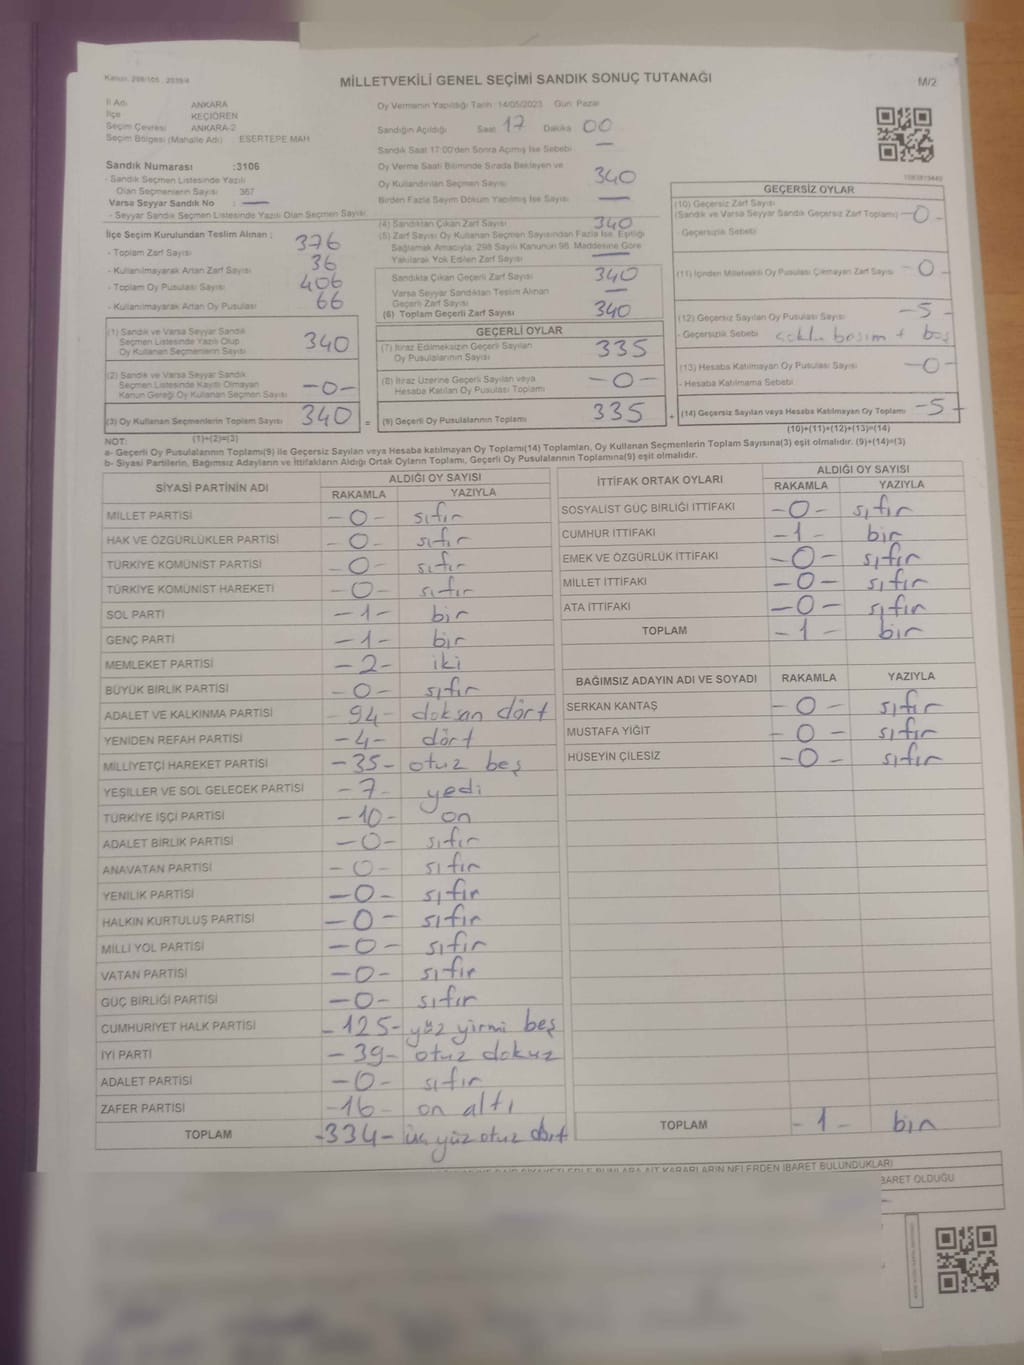 Kanun: 298/105
MİLLETVEKİLİ GENEL SEÇİMİ SANDIK SONUÇ TUTANAĞI
M/2
İl Adı ANKARA
İlçe KEÇİÖREN
Seçim Çevresi ANKARA-2
Seçim Bölgesi (Mahalle Adı) : ESERTEPE MAH
Sandık Numarası :3106
- Sandık Seçmen Listesinde Yazılı
Olan Seçmenlerin Sayısı 367
Varsa Seyyar Sandık No : —
- Seyyar Sandık Seçmen Listesinde Yazılı Olan Seçmen Sayısı
İlçe Seçim Kurulundan Teslim Alınan ;
- Toplam Zarf Sayısı 376
- Kullanılmayarak Artan Zarf Sayısı 36
- Toplam Oy Pusulası 406
- Kullanılmayarak Artan Oy Pusulası 66
Oy Vermenin Yapıldığı Tarih: 14/05/2023 Gün: Pazar
Sandığın Açıldığı Saat 17 Dakika 00
Sandık Saat 17:00'den Sonra Açılmış İse Sebebi —
Oy Verme Saati Bitiminde Sırada Bekleyen ve
Oy Kullandırılan Seçmen Sayısı 340
Birden Fazla Sayım Döküm Yapılmış İse Sayısı —
(4) Sandıktan Çıkan Zarf Sayısı 340
(5) Zarf Sayısı Oy Kullanan Seçmen Sayısından Fazla İse, Eşitliği
Sağlamak Amacıyla, 298 Sayılı Kanunun 98. Maddesine Göre
Yakılarak Yok Edilen Zarf Sayısı —
Sandıkta Çıkan Geçerli Zarf Sayısı 340
Varsa Seyyar Sandıktan Teslim Alınan
Geçerli Zarf Sayısı —
(6) Toplam Geçerli Zarf Sayısı 340
GEÇERSİZ OYLAR
(10) Geçersiz Zarf Sayısı
(Sandık ve Varsa Seyyar Sandık Geçersiz Zarf Toplamı) -0-
- Geçersizlik Sebebi
(11) İçinden Milletvekili Oy Pusulası Çıkmayan Zarf Sayısı -0-
(12) Geçersiz Sayılan Oy Pusulası Sayısı -5-
- Geçersizlik Sebebi basım + boş
(13) Hesaba Katılmayan Oy Pusulası Sayısı -0-
- Hesaba Katılmama Sebebi
(14) Geçersiz Sayılan veya Hesaba Katılmayan Oy Toplamı -5-
(10)+(11)+(12)+(13)=(14)
(1) Sandık ve Varsa Seyyar Sandık
Seçmen Listesinde Yazılı Olup
Oy Kullanan Seçmenlerin Sayısı 340
(2) Sandık ve Varsa Seyyar Sandık
Seçmen Listesinde Kayıtlı Olmayan
Kanun Gereği Oy Kullanan Seçmen Sayısı -0-
(3) Oy Kullanan Seçmenlerin Toplam Sayısı 340 =
(1)+(2)=(3)
GEÇERLİ OYLAR
(7) İtiraz Edilmeksizin Geçerli Sayılan
Oy Pusulalarının Sayısı 335
(8) İtiraz Üzerine Geçerli Sayılan veya
Hesaba Katılan Oy Pusulası Toplamı -0-
(9) Geçerli Oy Pusulalarının Toplamı 335 +
NOT:
a- Geçerli Oy Pusulalarının Toplamı(9) ile Geçersiz Sayılan veya Hesaba katılmayan Oy Toplamı(14) Toplamları, Oy Kullanan Seçmenlerin Toplam Sayısına(3) eşit olmalıdır. (9)+(14)=(3)
b- Siyasi Partilerin, Bağımsız Adayların ve İttifakların Aldığı Ortak Oyların Toplamı, Geçerli Oy Pusulalarının Toplamına(9) eşit olmalıdır.
SİYASİ PARTİNİN ADI ALDIĞI OY SAYISI
RAKAMLA YAZIYLA
MİLLET PARTİSİ -0- sıfır
HAK VE ÖZGÜRLÜKLER PARTİSİ -0- sıfır
TÜRKİYE KOMÜNİST PARTİSİ -0- sıfır
TÜRKİYE KOMÜNİST HAREKETİ -0- sıfır
SOL PARTİ -1- bir
GENÇ PARTİ -1- bir
MEMLEKET PARTİSİ -2- iki
BÜYÜK BİRLİK PARTİSİ -0- sıfır
ADALET VE KALKINMA PARTİSİ -94- doksan dört
YENİDEN REFAH PARTİSİ -4- dört
MİLLİYETÇİ HAREKET PARTİSİ -35- otuz beş
YEŞİLLER VE SOL GELECEK PARTİSİ -7- yedi
TÜRKİYE İŞÇİ PARTİSİ -10- on
ADALET BİRLİK PARTİSİ -0- sıfır
ANAVATAN PARTİSİ -0- sıfır
YENİLİK PARTİSİ -0- sıfır
HALKIN KURTULUŞ PARTİSİ -0- sıfır
MİLLİ YOL PARTİSİ -0- sıfır
VATAN PARTİSİ -0- sıfır
GÜÇ BİRLİĞİ PARTİSİ -0- sıfır
CUMHURİYET HALK PARTİSİ -125- yüz yirmi beş
İYİ PARTİ -39- otuz dokuz
ADALET PARTİSİ -0- sıfır
ZAFER PARTİSİ -16- on altı
TOPLAM -334- üç yüz otuz dört
İTTİFAK ORTAK OYLARI ALDIĞI OY SAYISI
RAKAMLA YAZIYLA
SOSYALİST GÜÇ BİRLİĞİ İTTİFAKI -0- sıfır
CUMHUR İTTİFAKI -1- bir
EMEK VE ÖZGÜRLÜK İTTİFAKI -0- sıfır
MİLLET İTTİFAKI -0- sıfır
ATA İTTİFAKI -0- sıfır
TOPLAM -1- bir
BAĞIMSIZ ADAYIN ADI VE SOYADI RAKAMLA YAZIYLA
SERKAN KANTAŞ -0- sıfır
MUSTAFA YİĞİT -0- sıfır
HÜSEYİN ÇİLESİZ -0- sıfır
TOPLAM -1- bir
BUNLARA AİT KARARLARIN NELERDEN İBARET BULUNDUKLARI
BARET OLDUĞU